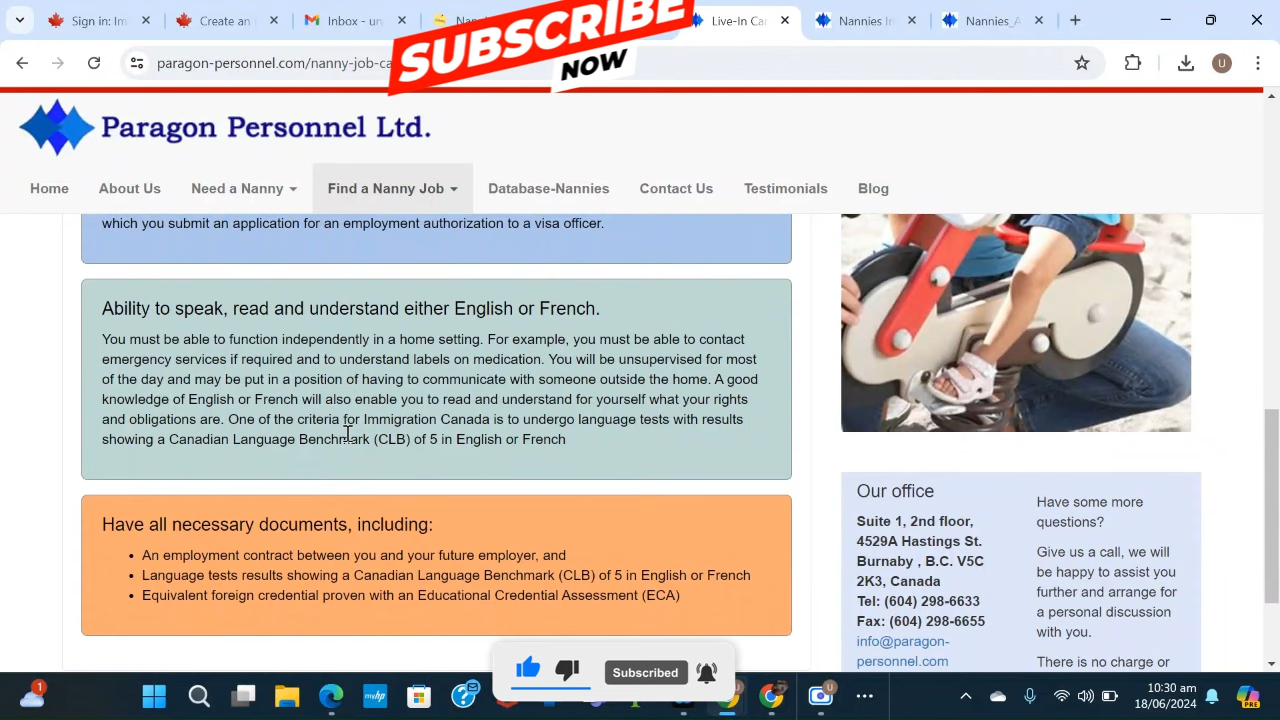 Sign in: Can
Create an
Inbox - un
Live-In Ca
Nannies In
Nannies_A
SUBSCRIBE
NOW
paragon-personnel.com/nanny-job-ca
U
Paragon Personnel Ltd.
Home
About Us
Need a Nanny
Find a Nanny Job
Database-Nannies
Contact Us
Testimonials
Blog
which you submit an application for an employment authorization to a visa officer.
Ability to speak, read and understand either English or French.
You must be able to function independently in a home setting. For example, you must be able to contact
emergency services if required and to understand labels on medication. You will be unsupervised for most
of the day and may be put in a position of having to communicate with someone outside the home. A good
knowledge of English or French will also enable you to read and understand for yourself what your rights
and obligations are. One of the criteria for Immigration Canada is to undergo language tests with results
showing a Canadian Language Benchmark (CLB) of 5 in English or French
Have all necessary documents, including:
An employment contract between you and your future employer, and
Language tests results showing a Canadian Language Benchmark (CLB) of 5 in English or French
Equivalent foreign credential proven with an Educational Credential Assessment (ECA)
Our office
Suite 1, 2nd floor,
4529A Hastings St.
Burnaby , B.C. V5C
2K3, Canada
Tel: (604) 298-6633
Fax: (604) 298-6655
info@paragon-
personnel.com
Have some more
questions?
Give us a call, we will
be happy to assist you
further and arrange for
a personal discussion
with you.
There is no charge or
Subscribed
1
10:30 am
18/06/2024